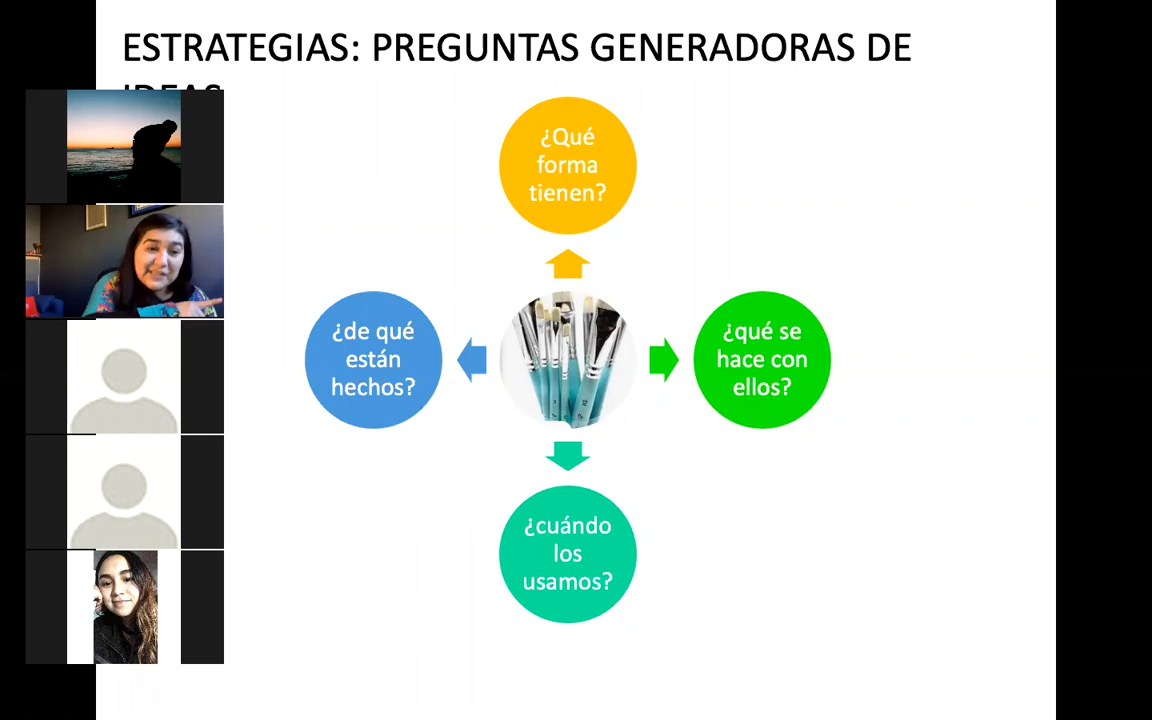 ESTRATEGIAS: PREGUNTAS GENERADORAS DE
IDEAS
¿Qué
forma
tienen?
¿de qué
están
hechos?
¿qué se
hace con
ellos?
¿cuándo
los
usamos?